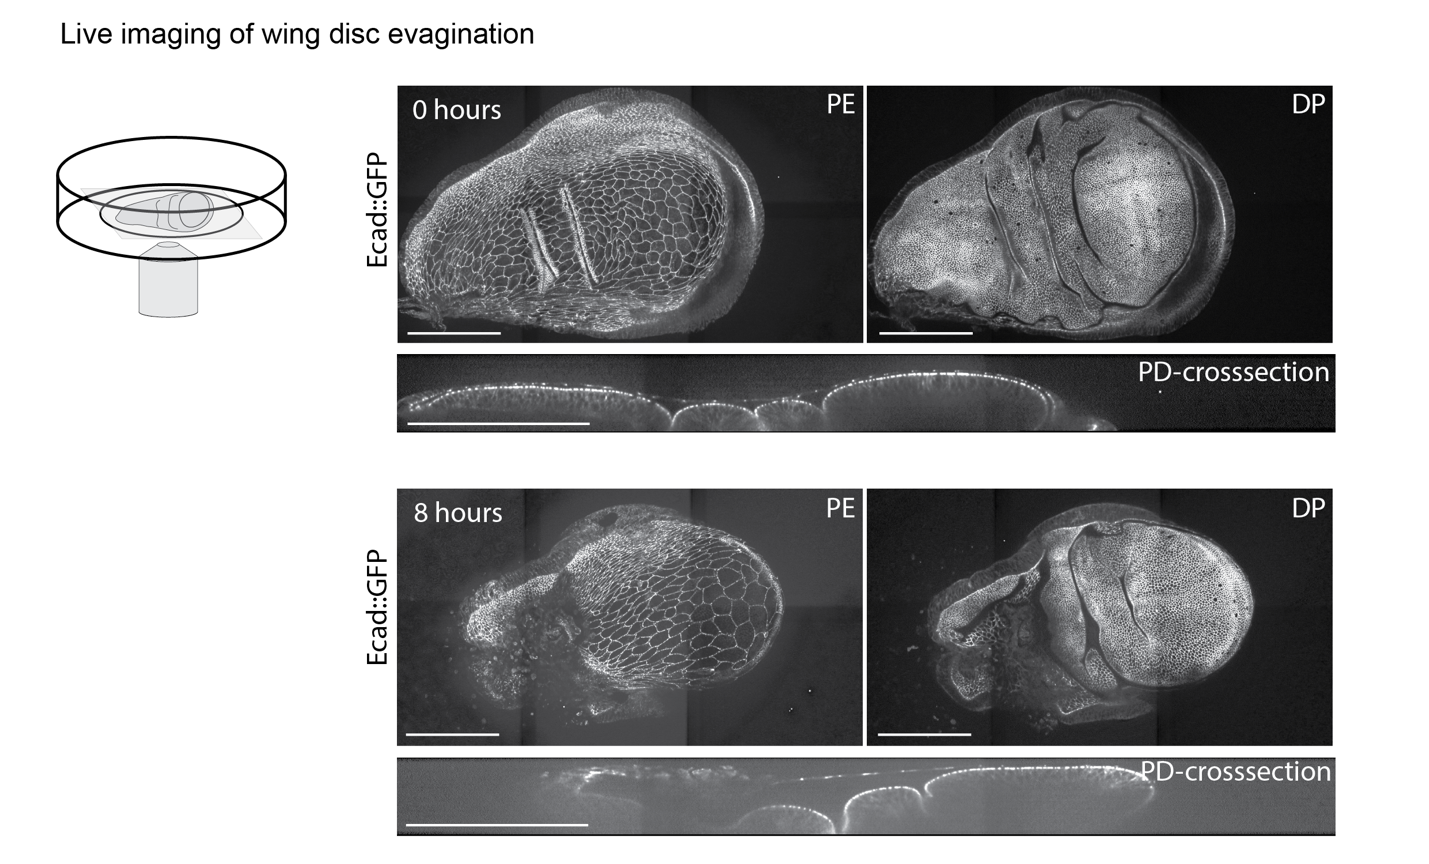 Live imaging of wing disc evagination
0 hours
PE
DP
Ecad::GFP
PD-crosssection
8 hours
PE
DP
Ecad::GFP
PD-crosssection